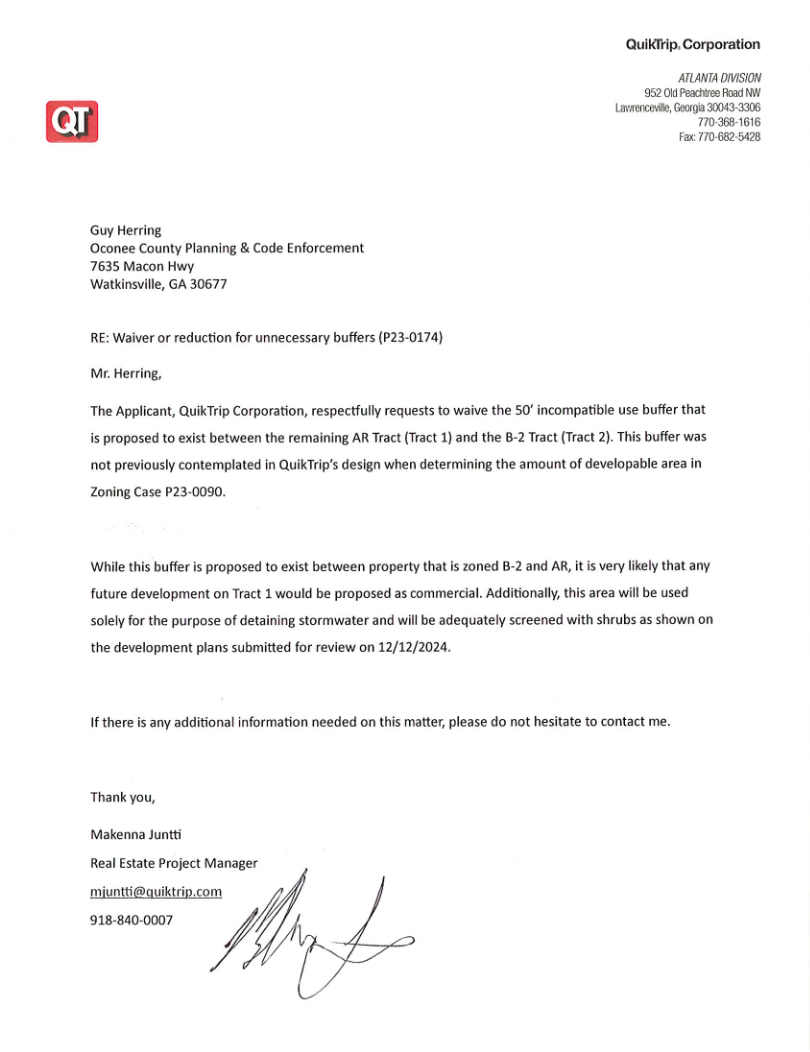 QuikTrip® Corporation
ATLANTA DIVISION
952 Old Peachtree Road NW
Lawrenceville, Georgia 30043-3306
770-368-1616
Fax: 770-682-5428
QT
Guy Herring
Oconee County Planning & Code Enforcement
7635 Macon Hwy
Watkinsville, GA 30677
RE: Waiver or reduction for unnecessary buffers (P23-0174)
Mr. Herring,
The Applicant, QuikTrip Corporation, respectfully requests to waive the 50’ incompatible use buffer that
is proposed to exist between the remaining AR Tract (Tract 1) and the B-2 Tract (Tract 2). This buffer was
not previously contemplated in QuikTrip’s design when determining the amount of developable area in
Zoning Case P23-0090.
While this buffer is proposed to exist between property that is zoned B-2 and AR, it is very likely that any
future development on Tract 1 would be proposed as commercial. Additionally, this area will be used
solely for the purpose of detaining stormwater and will be adequately screened with shrubs as shown on
the development plans submitted for review on 12/12/2024.
If there is any additional information needed on this matter, please do not hesitate to contact me.
Thank you,
Makenna Juntti
Real Estate Project Manager
mjuntti@quiktrip.com
918-840-0007